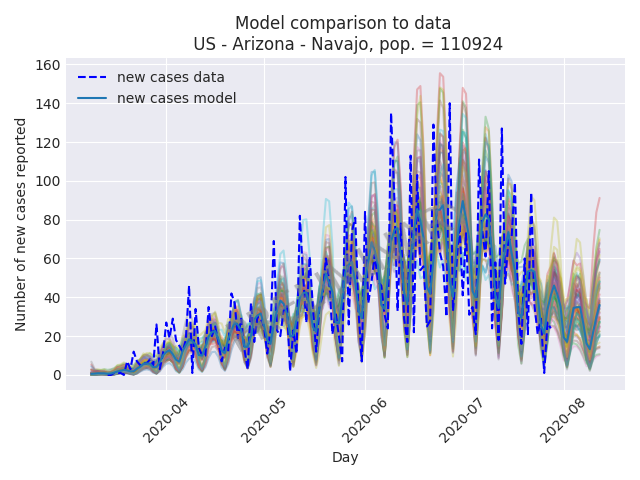 Model comparison to data
US - Arizona - Navajo, pop. = 110924
new cases data
new cases model
Number of new cases reported
160
140
120
100
80
60
40
20
0
2020-04
2020-05
2020-06
2020-07
2020-08
Day